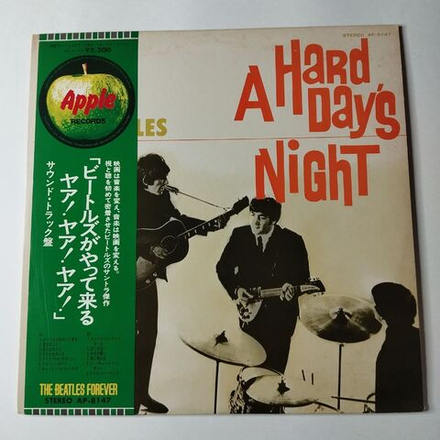 STEREO AP-8147
¥2,200
Apple
RECORDS
LES
A HARD
DAY'S
NIGHT
「ビートルズがやって来る
ヤア!ヤア!ヤア!」
サウンド・トラック盤
映画は音楽を変え、音楽は映画を変える。
視と聴を初めて密着させたビートルズのサントラ傑作
THE BEATLES FOREVER
STEREO AP-8147